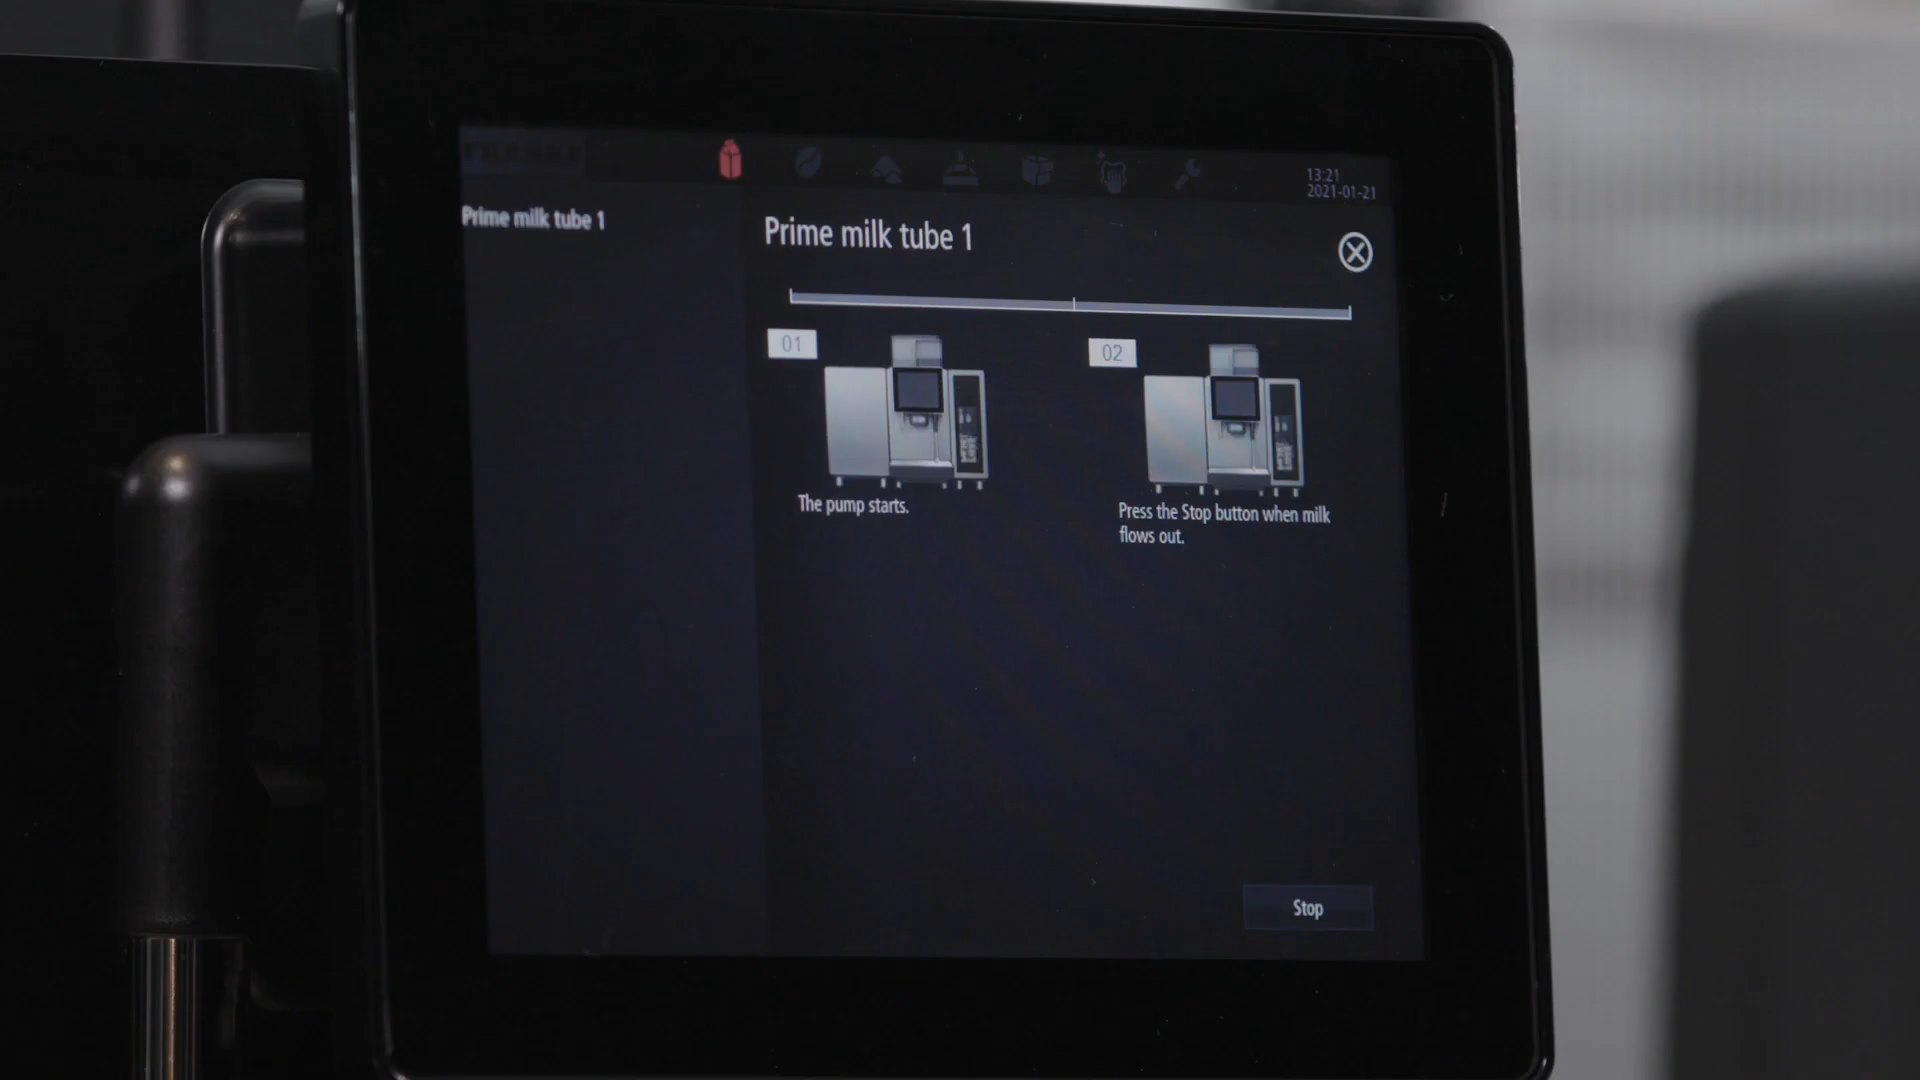 13:21
2021-01-21
Prime milk tube 1
Prime milk tube 1
01
02
The pump starts.
Press the Stop button when milk
flows out.
Stop